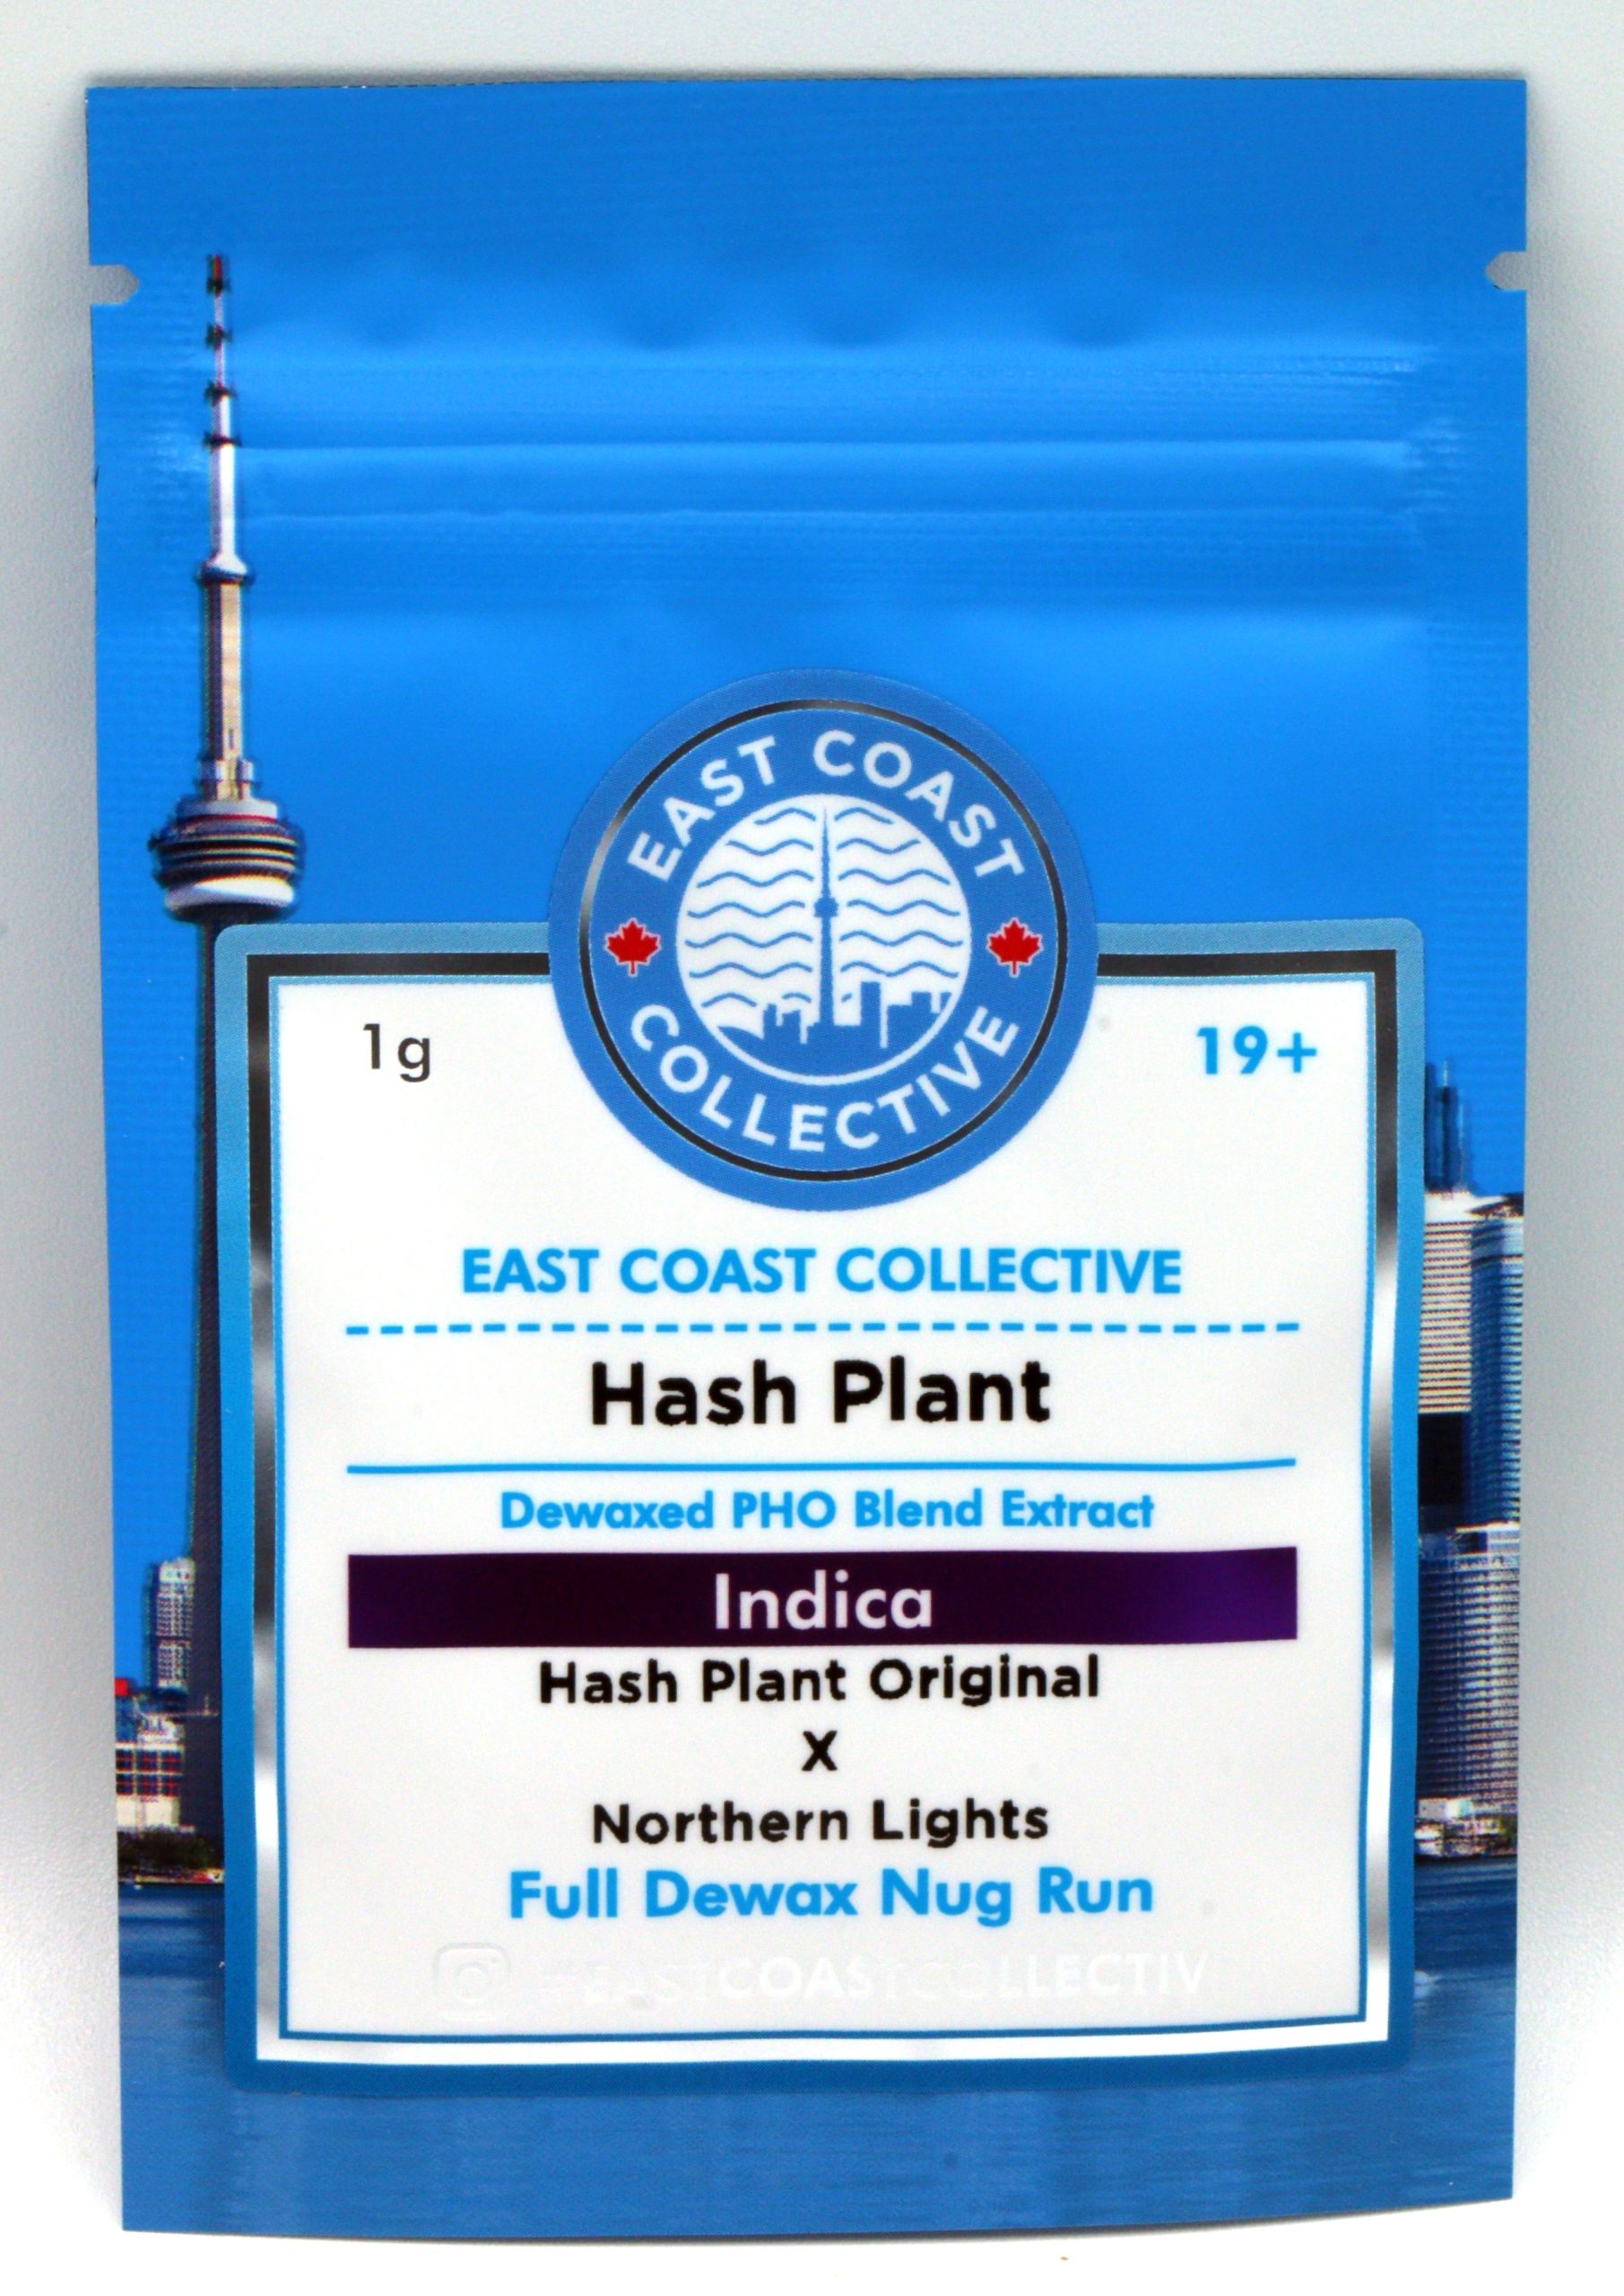 EAST COAST
COLLECTIVE
1g
19+
EAST COAST COLLECTIVE
Hash Plant
Dewaxed PHO Blend Extract
Indica
Hash Plant Original
X
Northern Lights
Full Dewax Nug Run